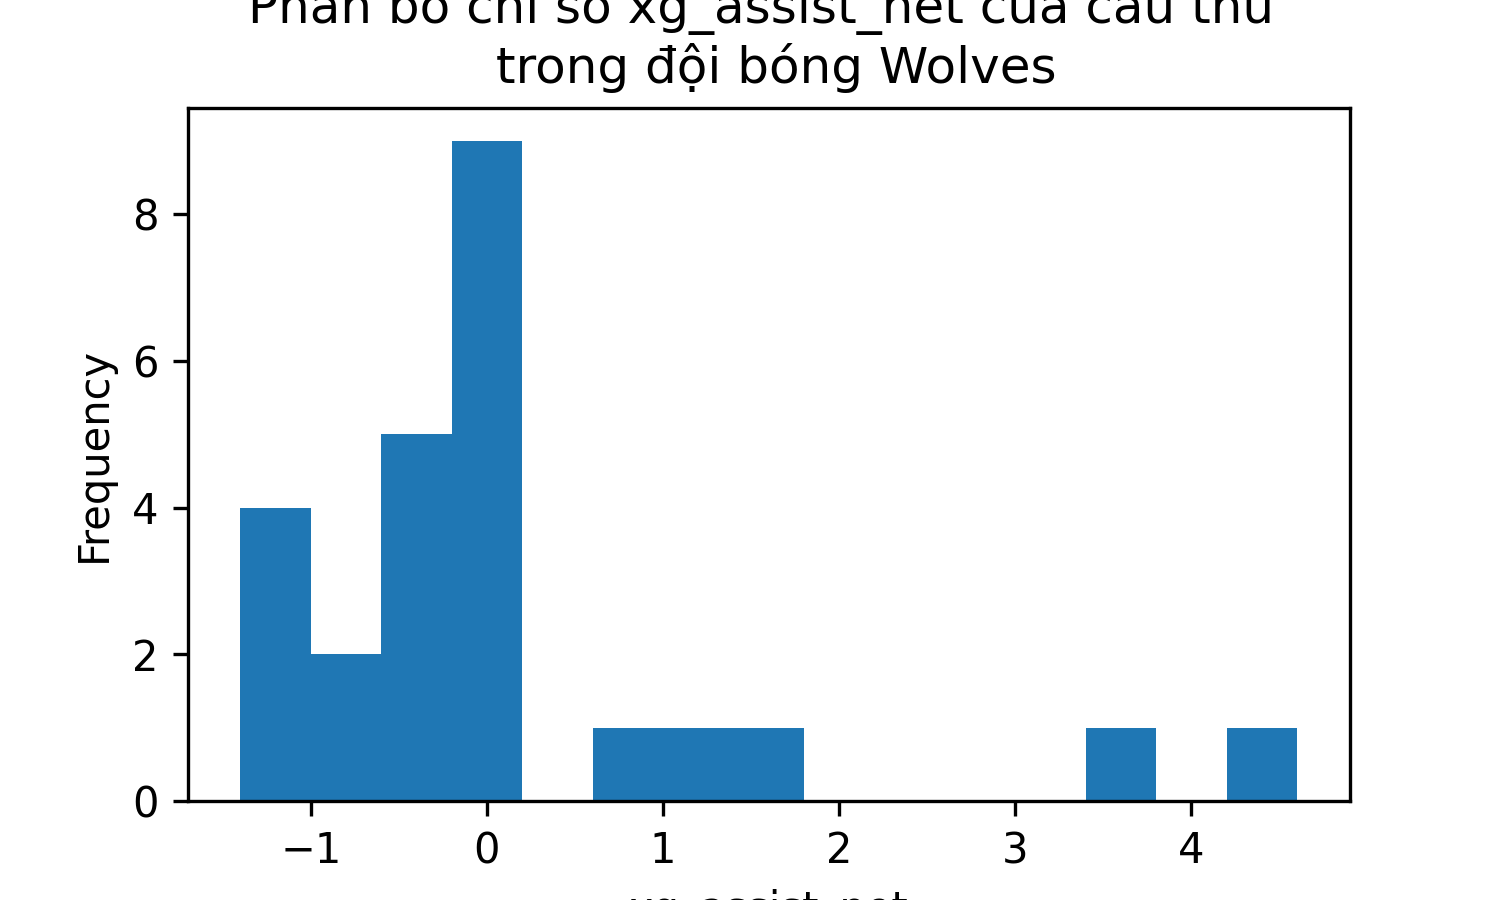 Phân bố chỉ số xg_assist_net của cầu thủ
trong đội bóng Wolves
Frequency
8
6
4
2
0
−1 0 1 2 3 4
xg_assist_net